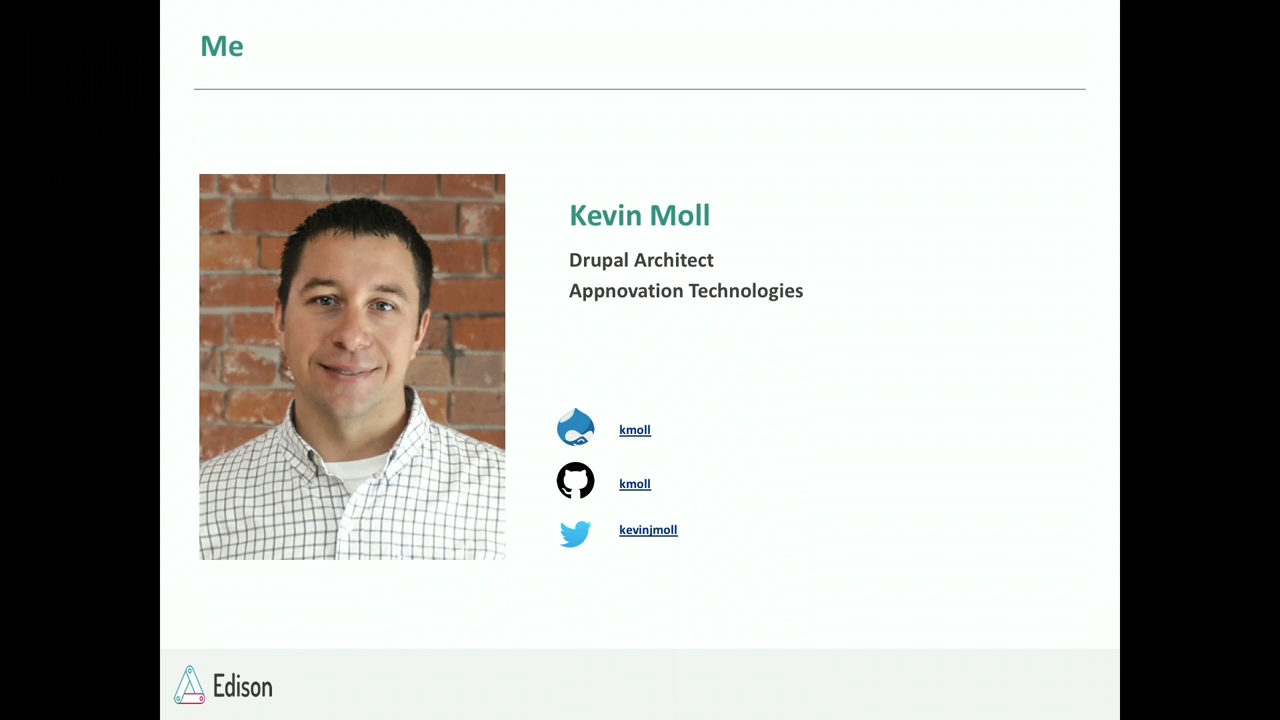 Me
Kevin Moll
Drupal Architect
Appnovation Technologies
kmoll
kmoll
kevinjmoll
Edison